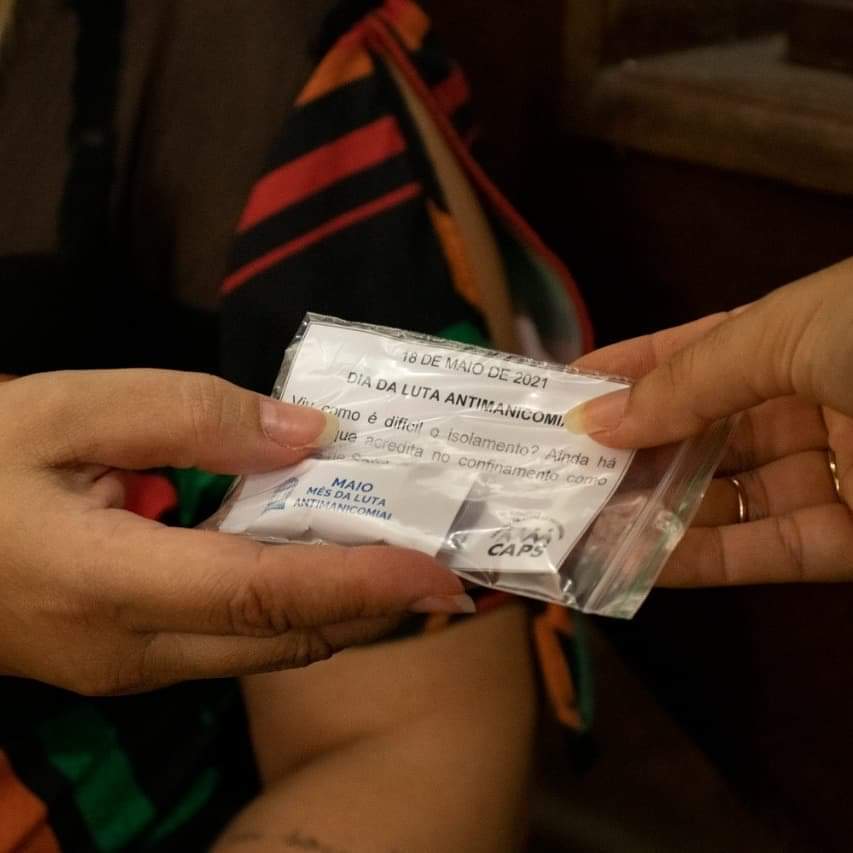 18 DE MAIO DE 2021
DIA DA LUTA ANTIMANICOMI
Viu como é difícil o isolamento? Ainda há
que acredita no confinamento como
MAIO
MÊS DA LUTA
ANTIMANICOMIAL
CAPS